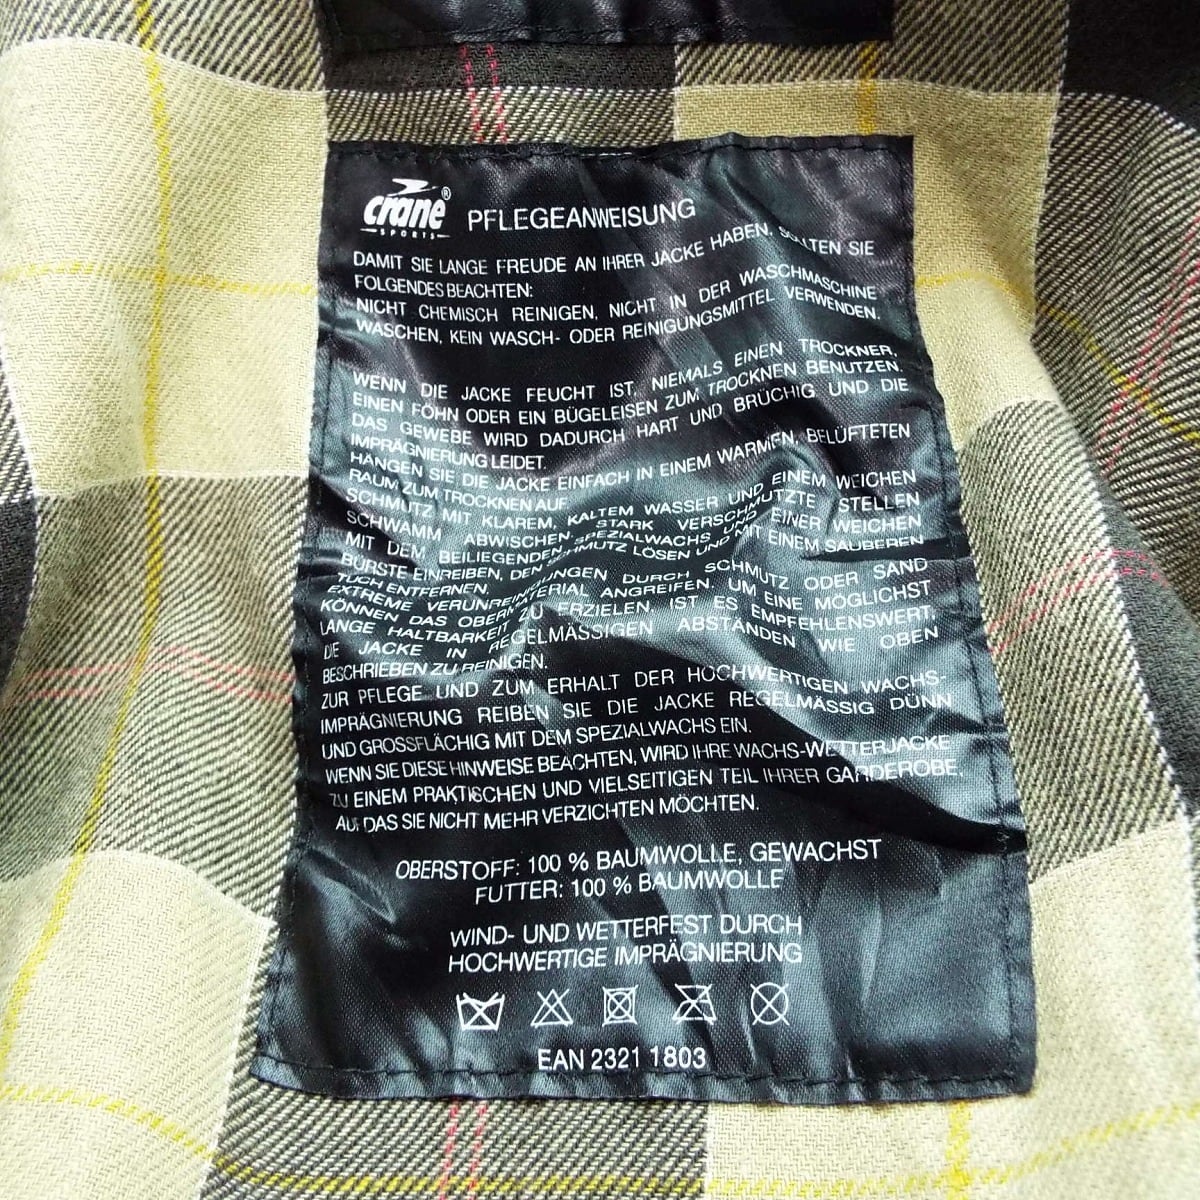 crane®
SPORTS
PFLEGEANWEISUNG
DAMIT SIE LANGE FREUDE AN IHRER JACKE HABEN, SOLLTEN SIE
FOLGENDES BEACHTEN:
NICHT CHEMISCH REINIGEN, NICHT IN DER WASCHMASCHINE
WASCHEN, KEIN WASCH- ODER REINIGUNGSMITTEL VERWENDEN.
WENN DIE JACKE FEUCHT IST, NIEMALS EINEN TROCKNER,
EINEN FÖHN ODER EIN BÜGELEISEN ZUM TROCKNEN BENUTZEN.
DAS GEWEBE WIRD DADURCH HART UND BRÜCHIG UND DIE
IMPRÄGNIERUNG LEIDET.
HÄNGEN SIE DIE JACKE EINFACH IN EINEM WARMEN, BELÜFTETEN
RAUM ZUM TROCKNEN AUF.
SCHMUTZ MIT KLAREM, KALTEM WASSER UND EINEM WEICHEN
SCHWAMM ABWISCHEN. STARK VERSCHMUTZTE STELLEN
MIT DEM BEILIEGENDEN SPEZIALWACHS UND EINER WEICHEN
BÜRSTE EINREIBEN, DEN SCHMUTZ LÖSEN UND MIT EINEM SAUBEREN
TUCH ENTFERNEN.
EXTREME VERUNREINIGUNGEN DURCH SCHMUTZ ODER SAND
KÖNNEN DAS OBERMATERIAL ANGREIFEN. UM EINE MÖGLICHST
LANGE HALTBARKEIT ZU ERZIELEN IST ES EMPFEHLENSWERT,
DIE JACKE IN REGELMÄSSIGEN ABSTÄNDEN WIE OBEN
BESCHRIEBEN ZU REINIGEN.
ZUR PFLEGE UND ZUM ERHALT DER HOCHWERTIGEN WACHS-
IMPRÄGNIERUNG REIBEN SIE DIE JACKE REGELMÄSSIG DÜNN
UND GROSSFLÄCHIG MIT DEM SPEZIALWACHS EIN.
WENN SIE DIESE HINWEISE BEACHTEN, WIRD IHRE WACHS-WETTERJACKE
ZU EINEM PRAKTISCHEN UND VIELSEITIGEN TEIL IHRER GARDEROBE,
AUF DAS SIE NICHT MEHR VERZICHTEN MÖCHTEN.
OBERSTOFF: 100 % BAUMWOLLE, GEWACHST
FUTTER: 100 % BAUMWOLLE
WIND- UND WETTERFEST DURCH
HOCHWERTIGE IMPRÄGNIERUNG
EAN 2321 1803